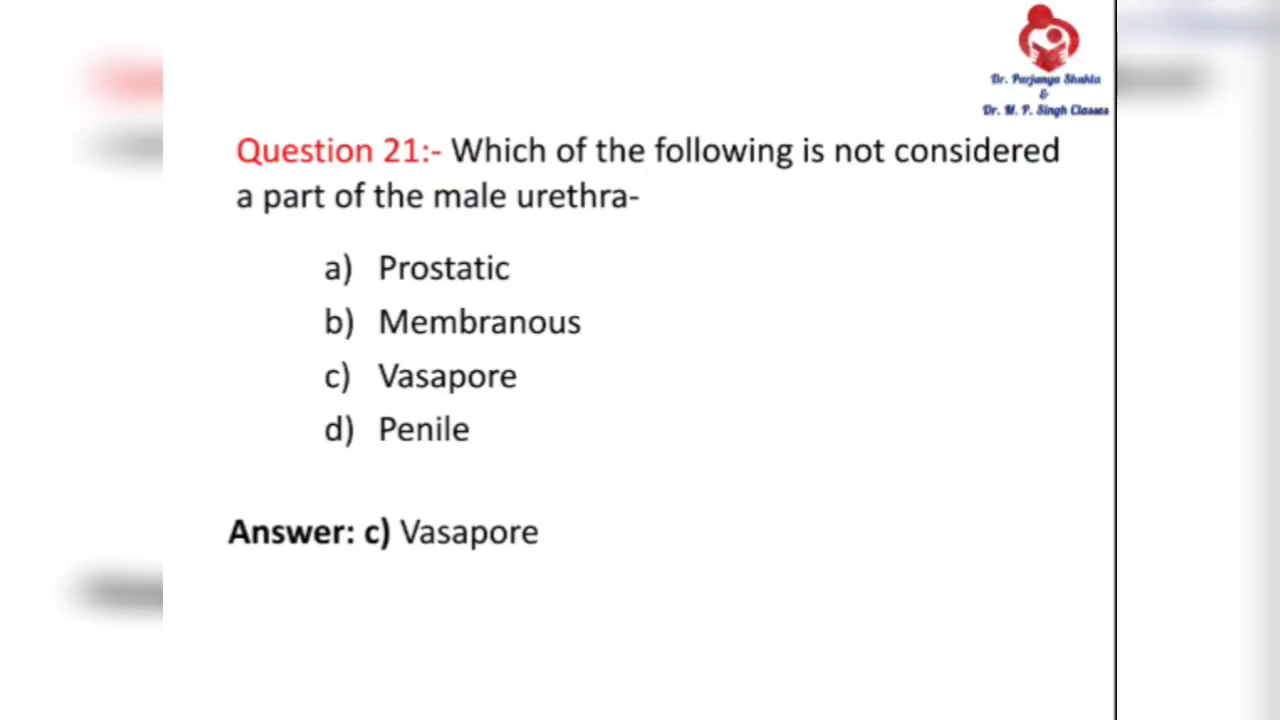 Dr. Parjanya Shukla
&
Dr. M. P. Singh Classes
Question 21:- Which of the following is not considered
a part of the male urethra-
a) Prostatic
b) Membranous
c) Vasapore
d) Penile
Answer: c) Vasapore